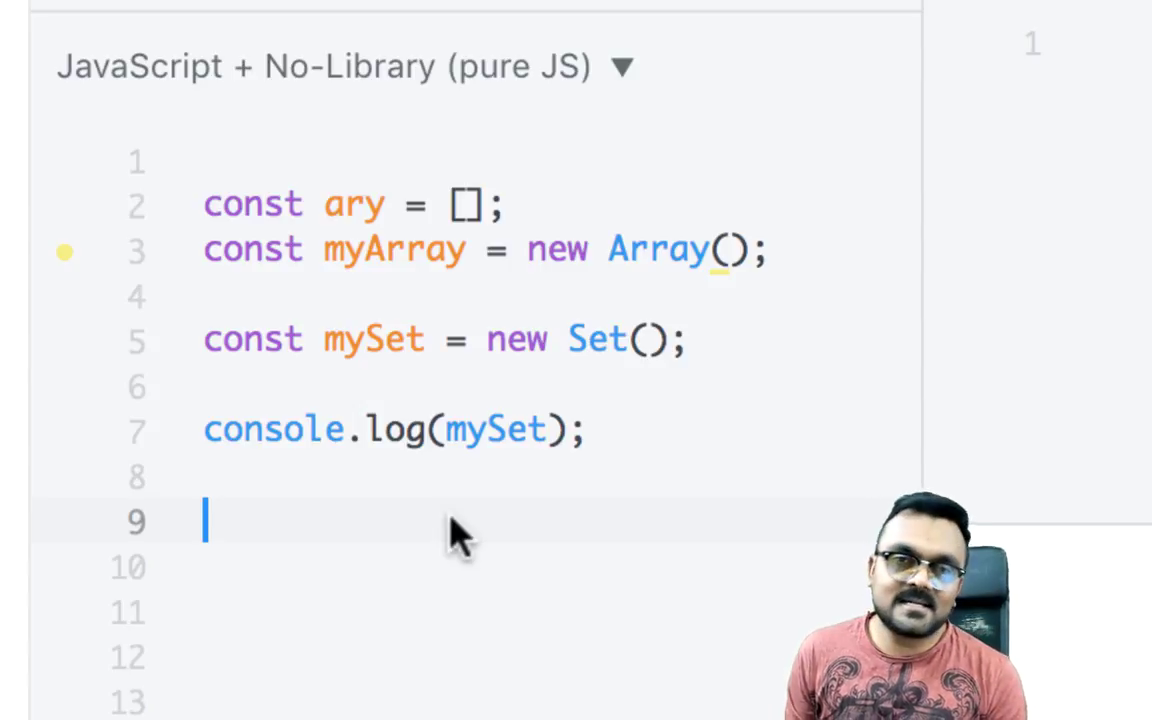 JavaScript + No-Library (pure JS) ▼
1
1
2 const ary = [];
3 const myArray = new Array();
4
5 const mySet = new Set();
6
7 console.log(mySet);
8
9
10
11
12
13